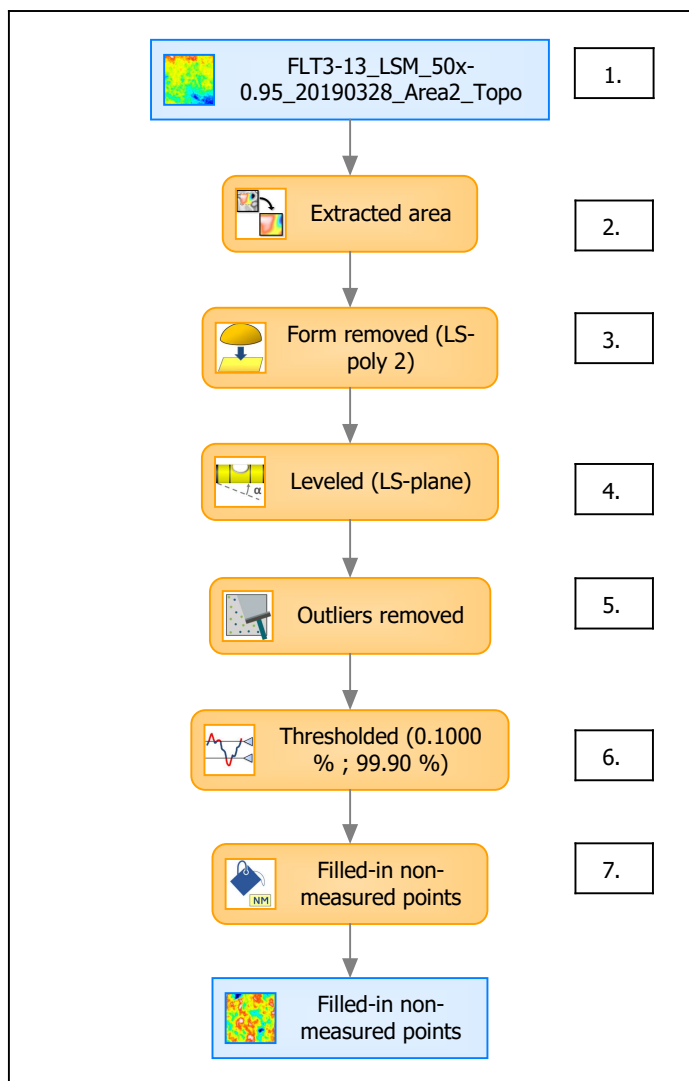 FLT3-13_LSM_50x-
0.95_20190328_Area2_Topo
1.
Extracted area
2.
Form removed (LS-
poly 2)
3.
α
Leveled (LS-plane)
4.
Outliers removed
5.
Thresholded (0.1000
% ; 99.90 %)
6.
NM
Filled-in non-
measured points
7.
Filled-in non-
measured points